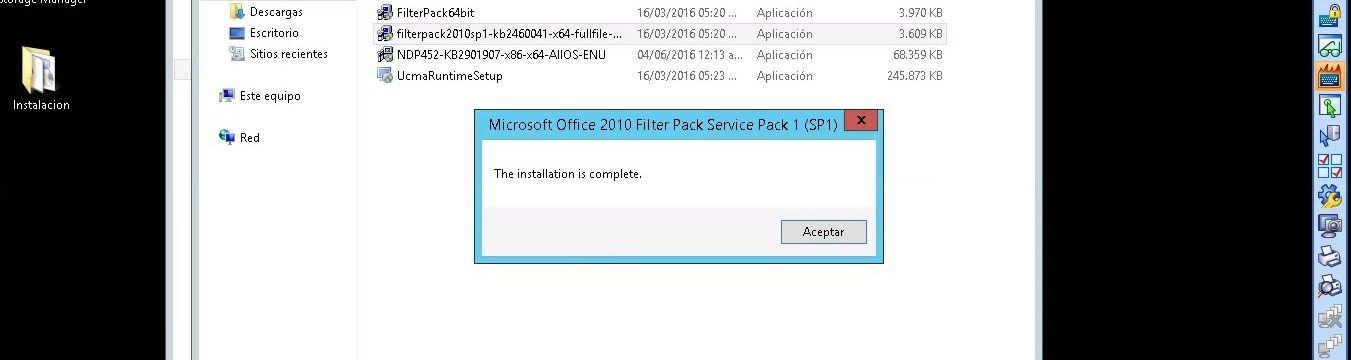 Storage Manager
Descargas
FilterPack64bit 16/03/2016 05:20 ... Aplicación 3.970 KB
Escritorio
filterpack2010sp1-kb2460041-x64-fullfile-... 16/03/2016 05:20 ... Aplicación 3.609 KB
Sitios recientes
NDP452-KB2901907-x86-x64-AllOS-ENU 04/06/2016 12:13 a... Aplicación 68.359 KB
UcmaRuntimeSetup 16/03/2016 05:23 ... Aplicación 245.873 KB
Este equipo
Instalacion
Red
Microsoft Office 2010 Filter Pack Service Pack 1 (SP1) x
The installation is complete.
Aceptar